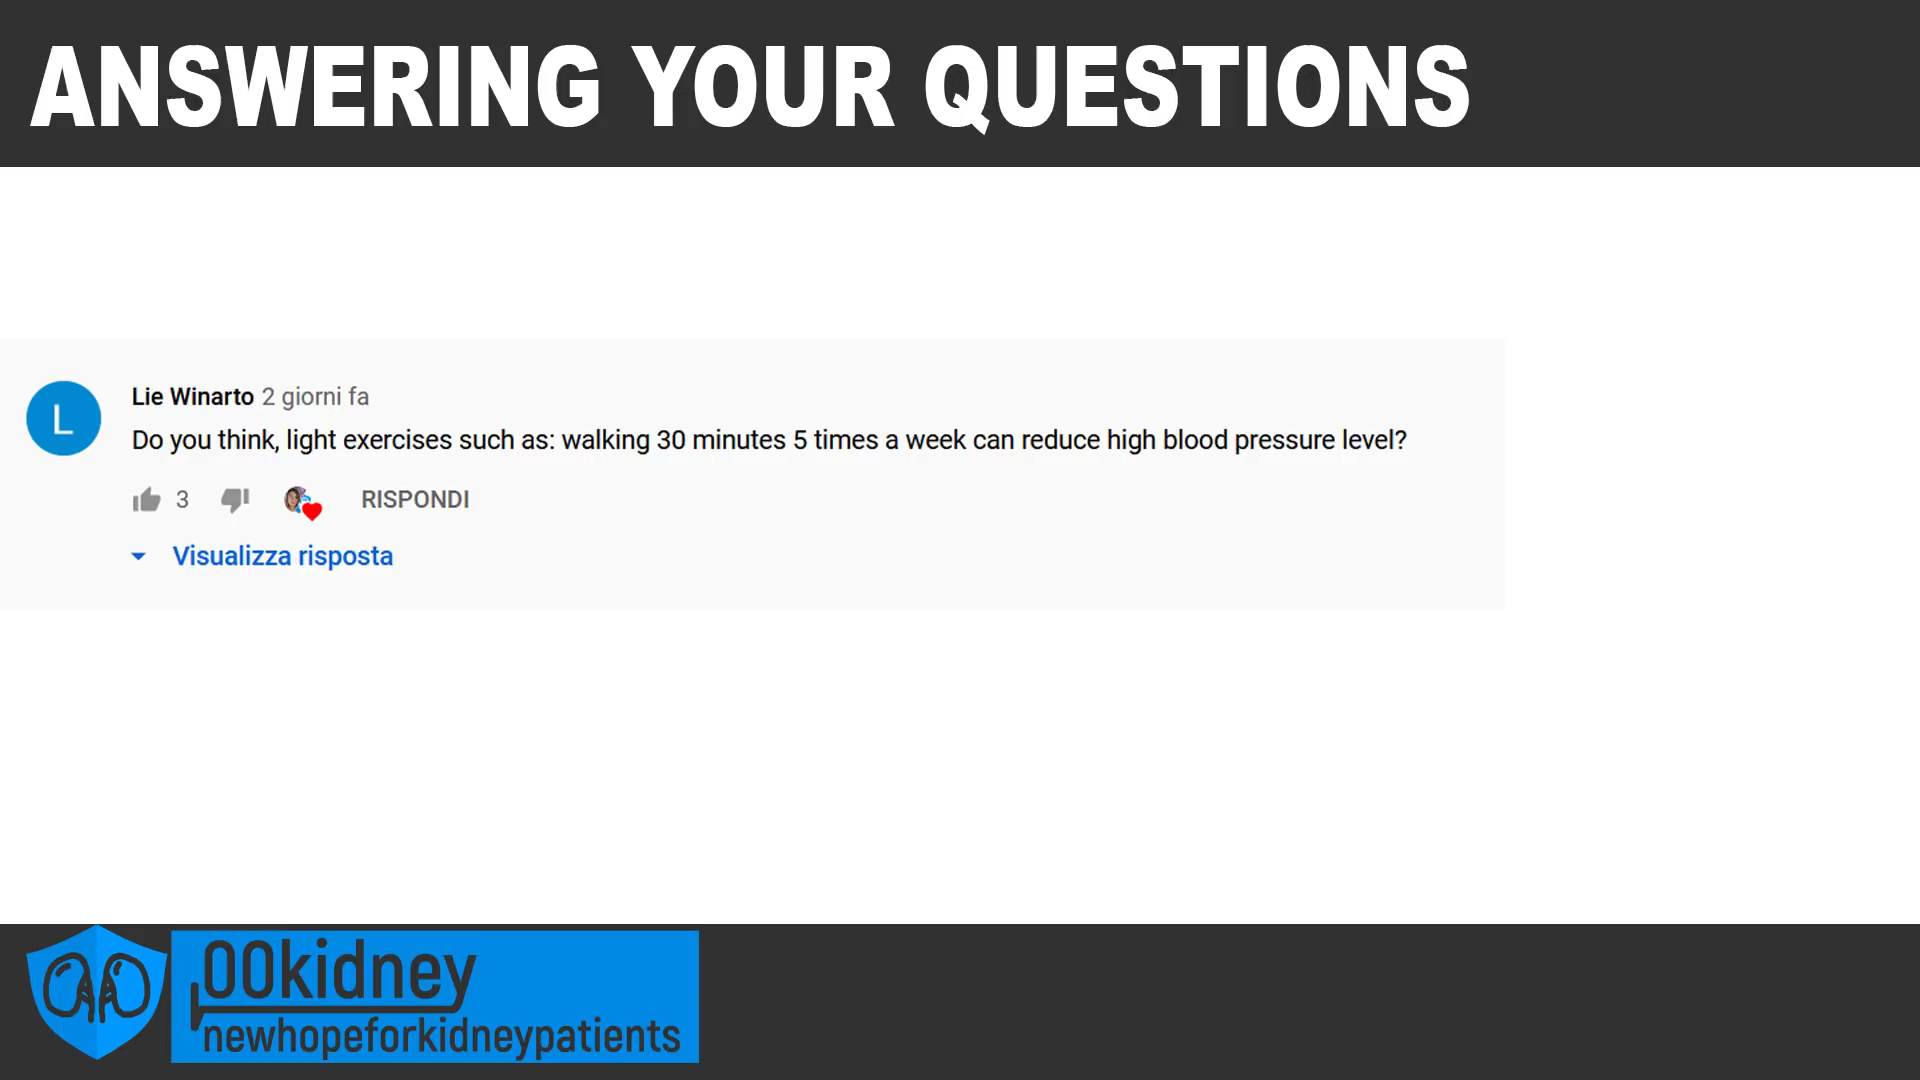 ANSWERING YOUR QUESTIONS
L
Lie Winarto 2 giorni fa
Do you think, light exercises such as: walking 30 minutes 5 times a week can reduce high blood pressure level?
3 RISPONDI
Visualizza risposta
00kidney
newhopeforkidneypatients